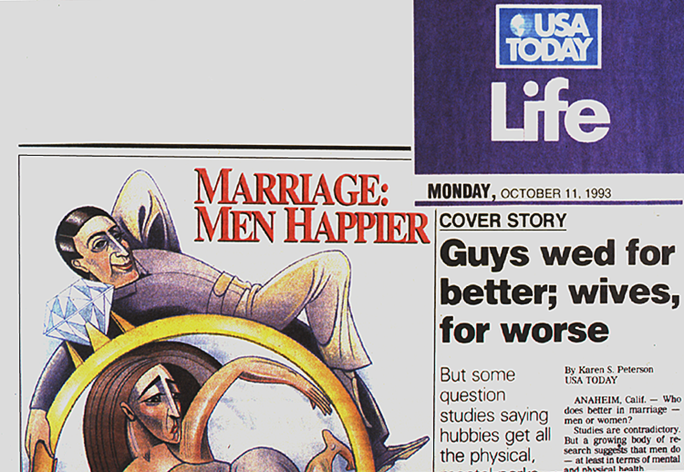 USA
TODAY
Life
MARRIAGE:
MEN HAPPIER
MONDAY, OCTOBER 11, 1993
COVER STORY
Guys wed for
better; wives,
for worse
But some
question
studies saying
hubbies get all
the physical,
By Karen S. Peterson
USA TODAY
ANAHEIM, Calif. — Who
does better in marriage —
men or women?
Studies are contradictory.
But a growing body of re-
search suggests that men do
— at least in terms of mental
and physical health